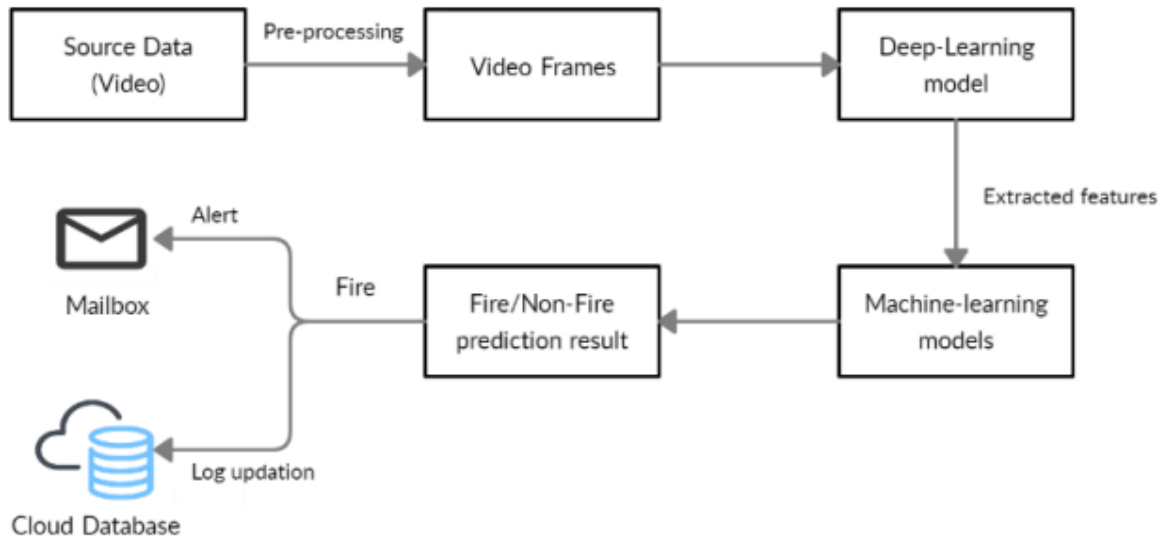 Source Data
(Video)
Pre-processing
Video Frames
Deep-Learning
model
Extracted features
Machine-learning
models
Fire/Non-Fire
prediction result
Fire
Alert
Mailbox
Log updation
Cloud Database